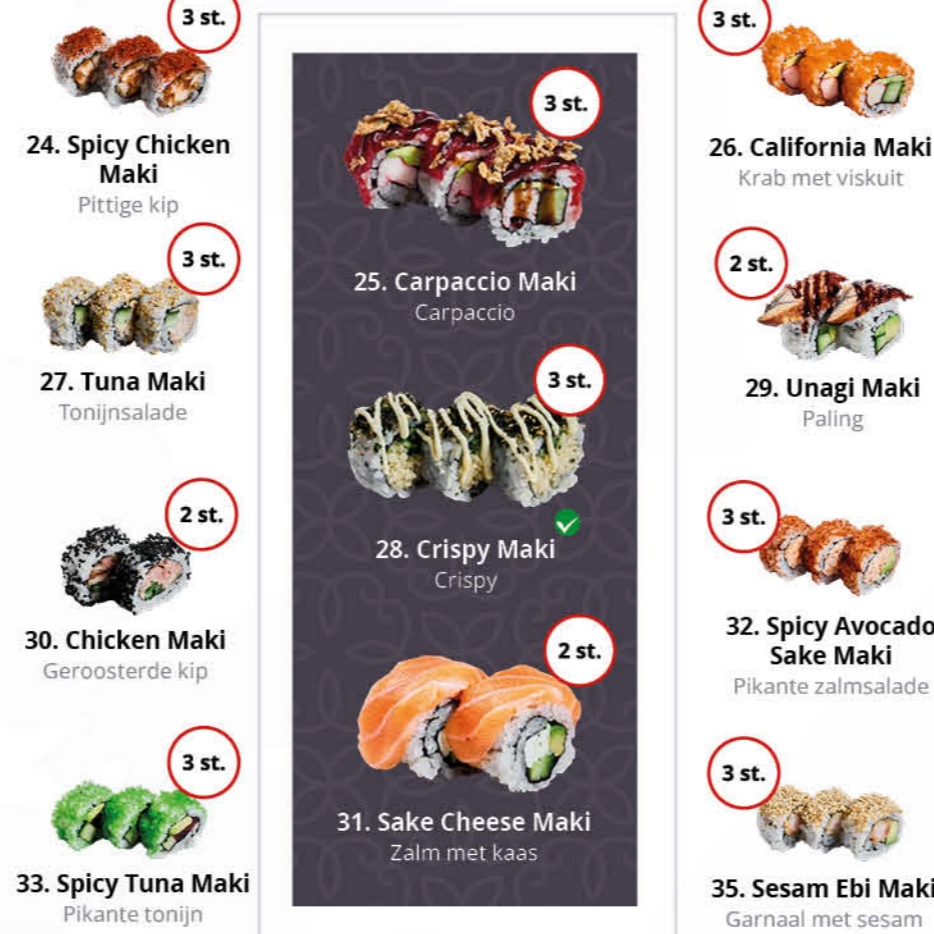 3 st.
24. Spicy Chicken
Maki
Pittige kip
3 st.
25. Carpaccio Maki
Carpaccio
3 st.
26. California Maki
Krab met viskuit
3 st.
27. Tuna Maki
Tonijnsalade
3 st.
28. Crispy Maki
Crispy
2 st.
29. Unagi Maki
Paling
2 st.
30. Chicken Maki
Geroosterde kip
2 st.
31. Sake Cheese Maki
Zalm met kaas
3 st.
32. Spicy Avocado
Sake Maki
Pikante zalmsalade
3 st.
33. Spicy Tuna Maki
Pikante tonijn
3 st.
35. Sesam Ebi Maki
Garnaal met sesam